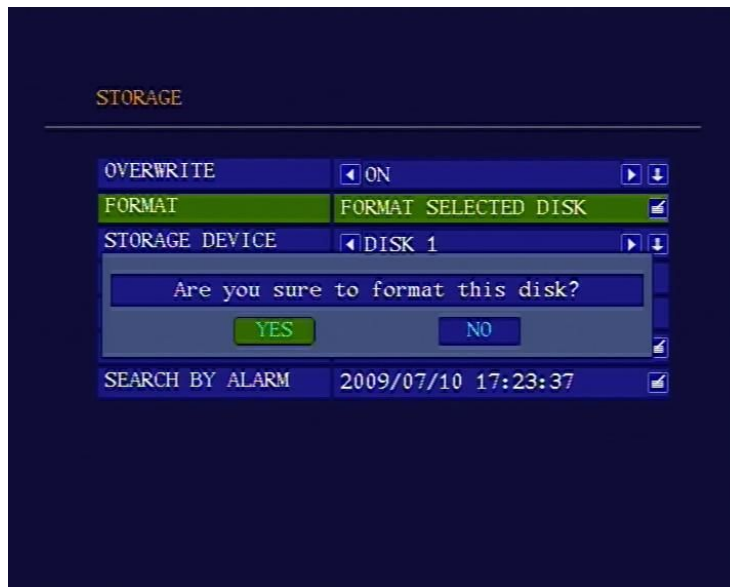 STORAGE
OVERWRITE ON
FORMAT FORMAT SELECTED DISK
STORAGE DEVICE DISK 1
Are you sure to format this disk?
YES NO
SEARCH BY ALARM 2009/07/10 17:23:37